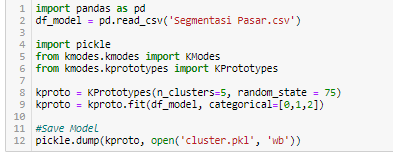 1 import pandas as pd
2 df_model = pd.read_csv('Segmentasi Pasar.csv')
3
4 import pickle
5 from kmodes.kmodes import KModes
6 from kmodes.kprototypes import KPrototypes
7
8 kproto = KPrototypes(n_clusters=5, random_state = 75)
9 kproto = kproto.fit(df_model, categorical=[0,1,2])
10
11 #Save Model
12 pickle.dump(kproto, open('cluster.pkl', 'wb'))